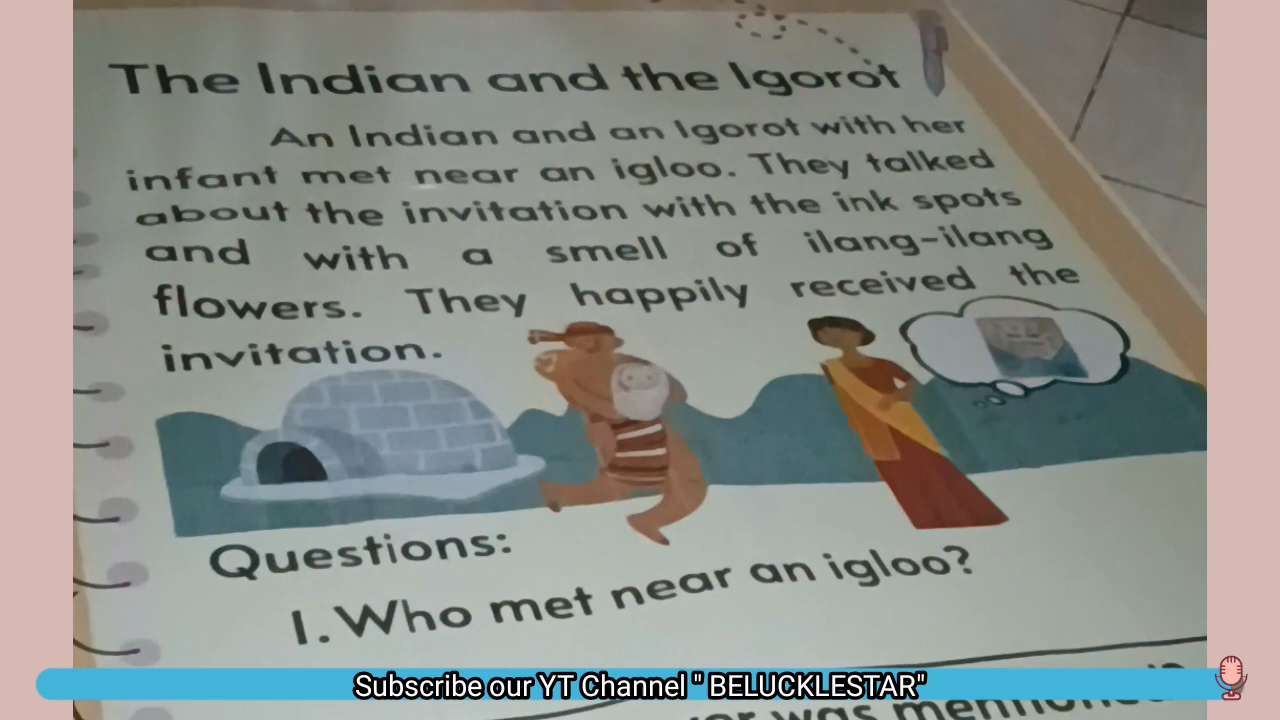 The Indian and the Igorot
An Indian and an Igorot with her
infant met near an igloo. They talked
about the invitation with the ink spots
and with a smell of ilang-ilang
flowers. They happily received the
invitation.
Questions:
1. Who met near an igloo?
was mentioned?
Subscribe our YT Channel " BELUCKLESTAR"